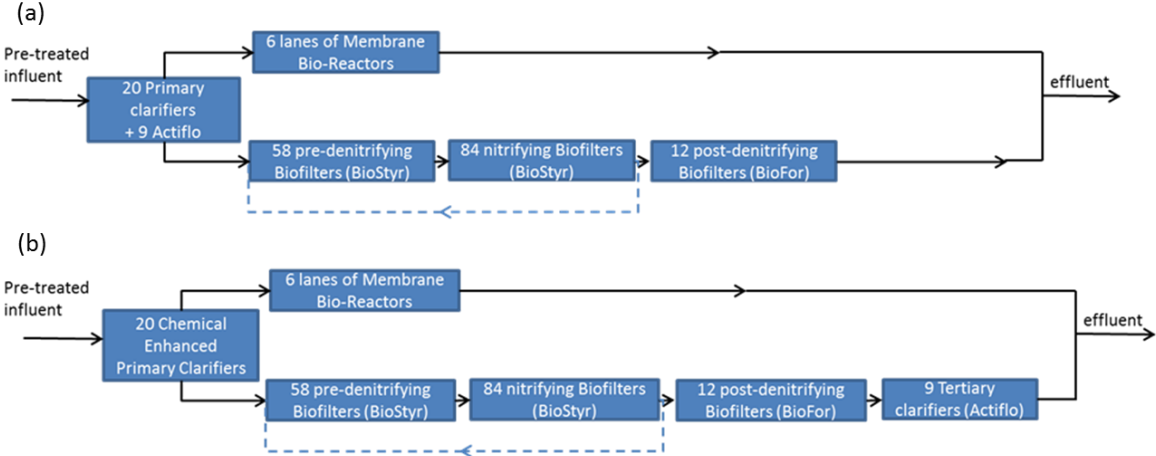 (a)
Pre-treated
influent
20 Primary
clarifiers
+ 9 Actiflo
6 lanes of Membrane
Bio-Reactors
58 pre-denitrifying
Biofilters (BioStyr)
84 nitrifying Biofilters
(BioStyr)
12 post-denitrifying
Biofilters (BioFor)
effluent
(b)
Pre-treated
influent
20 Chemical
Enhanced
Primary Clarifiers
6 lanes of Membrane
Bio-Reactors
58 pre-denitrifying
Biofilters (BioStyr)
84 nitrifying Biofilters
(BioStyr)
12 post-denitrifying
Biofilters (BioFor)
9 Tertiary
clarifiers (Actiflo)
effluent